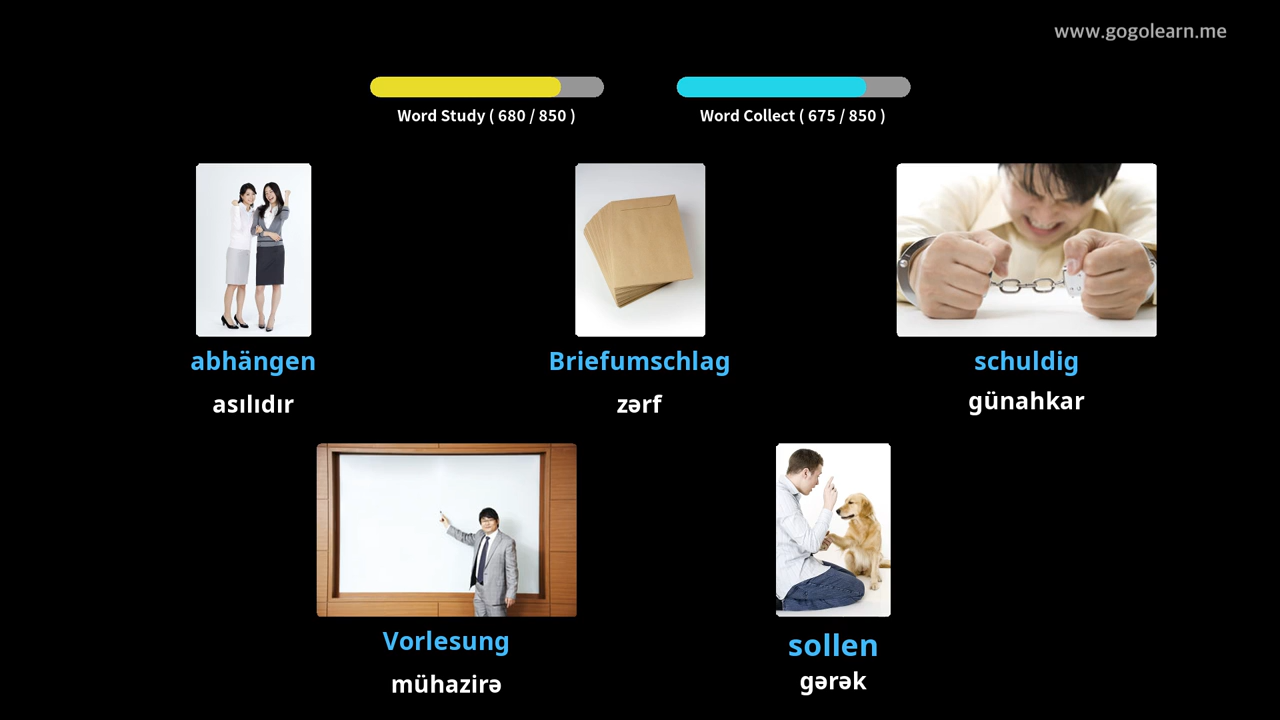 www.gogolearn.me
Word Study ( 680 / 850 )
Word Collect ( 675 / 850 )
abhängen
asılıdır
Briefumschlag
zərf
schuldig
günahkar
Vorlesung
mühazirə
sollen
gərək